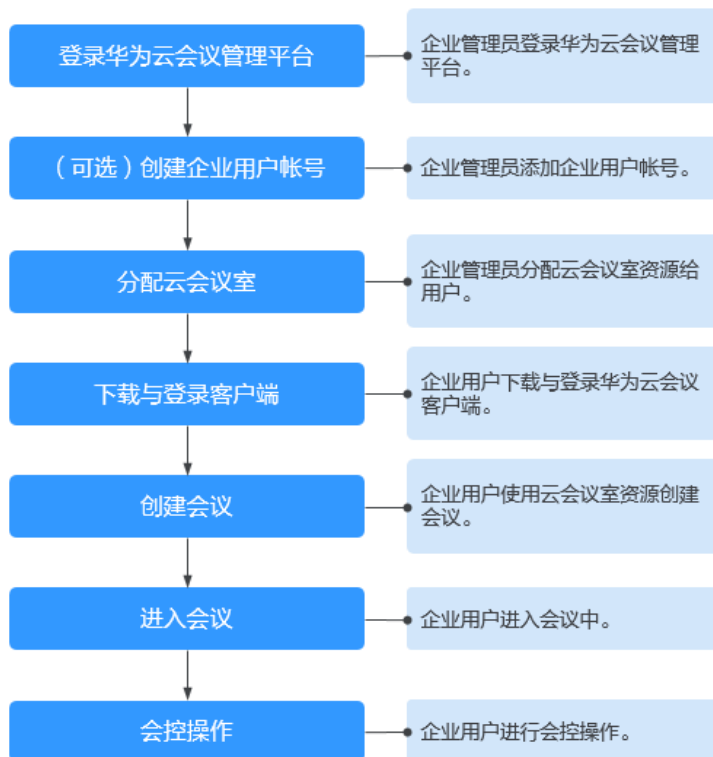 登录华为云会议管理平台
企业管理员登录华为云会议管理
平台。
（可选）创建企业用户帐号
企业管理员添加企业用户帐号。
分配云会议室
企业管理员分配云会议室资源给
用户。
下载与登录客户端
企业用户下载与登录华为云会议
客户端。
创建会议
企业用户使用云会议室资源创建
会议。
进入会议
企业用户进入会议中。
会控操作
企业用户进行会控操作。